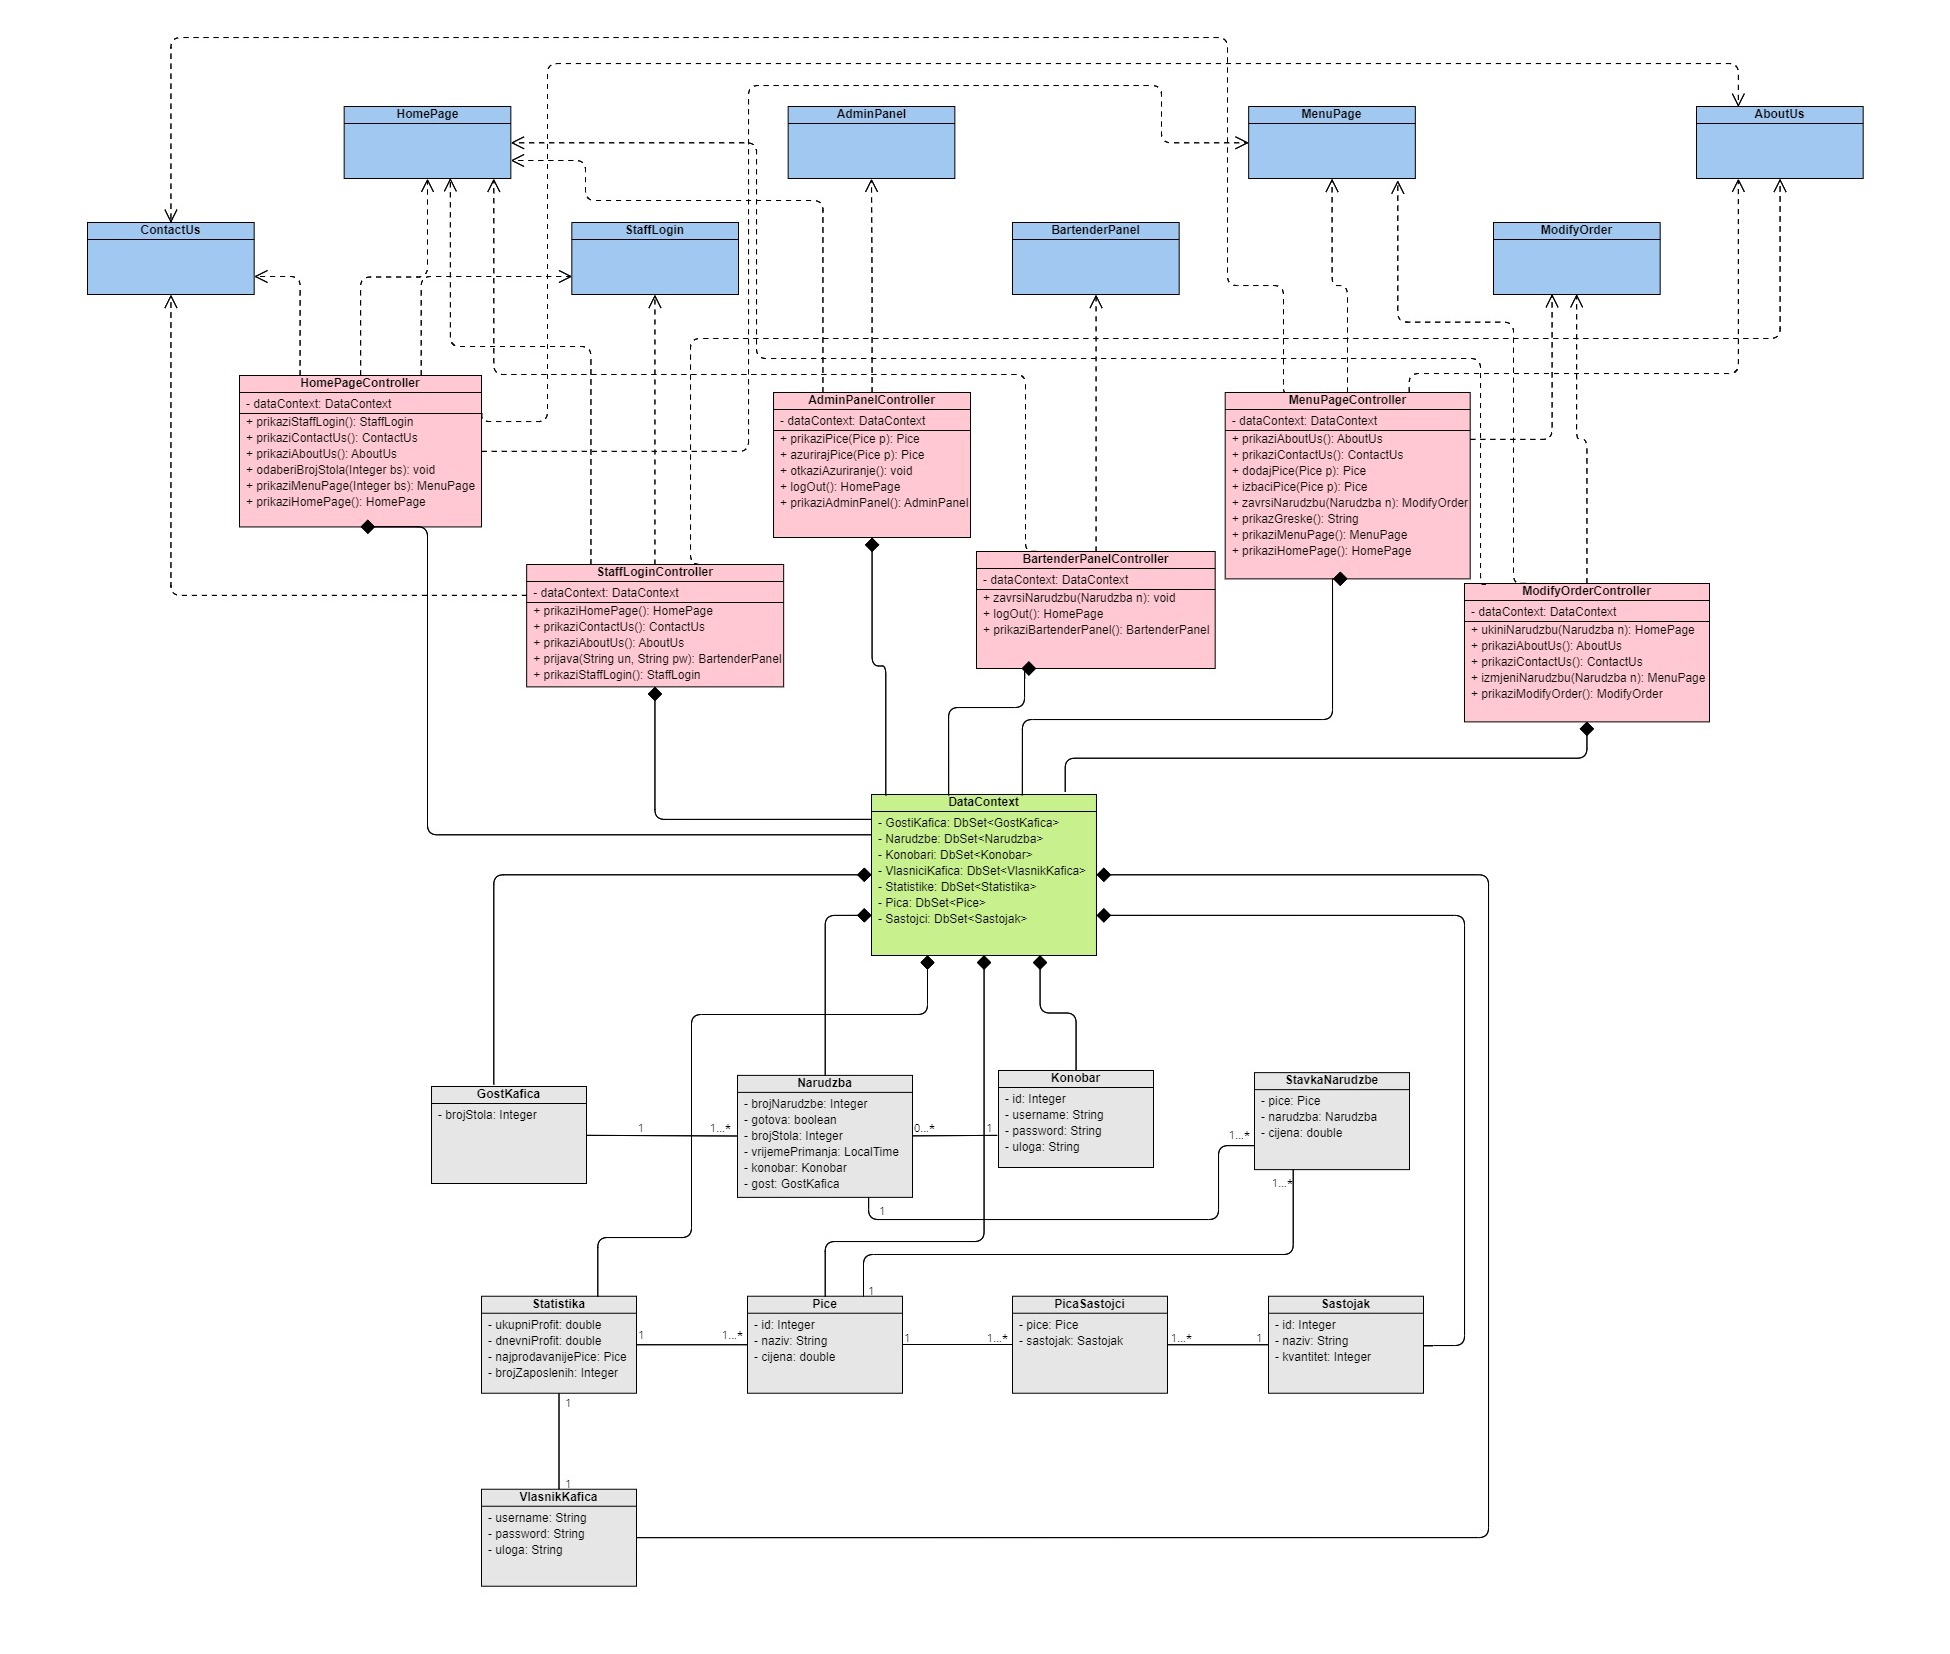 HomePage
AdminPanel
MenuPage
AboutUs
ContactUs
StaffLogin
BartenderPanel
ModifyOrder
HomePageController
- dataContext: DataContext
+ prikaziStaffLogin(): StaffLogin
+ prikaziContactUs(): ContactUs
+ prikaziAboutUs(): AboutUs
+ odaberiBrojStola(Integer bs): void
+ prikaziMenuPage(Integer bs): MenuPage
+ prikaziHomePage(): HomePage
AdminPanelController
- dataContext: DataContext
+ prikaziPice(Pice p): Pice
+ azurirajPice(Pice p): Pice
+ otkaziAzuriranje(): void
+ logOut(): HomePage
+ prikaziAdminPanel(): AdminPanel
MenuPageController
- dataContext: DataContext
+ prikaziAboutUs(): AboutUs
+ prikaziContactUs(): ContactUs
+ dodajPice(Pice p): Pice
+ izbaciPice(Pice p): Pice
+ zavrsiNarudzbu(Narudzba n): ModifyOrder
+ prikazGreske(): String
+ prikaziMenuPage(): MenuPage
+ prikaziHomePage(): HomePage
StaffLoginController
- dataContext: DataContext
+ prikaziHomePage(): HomePage
+ prikaziContactUs(): ContactUs
+ prikaziAboutUs(): AboutUs
+ prijava(String un, String pw): BartenderPanel
+ prikaziStaffLogin(): StaffLogin
BartenderPanelController
- dataContext: DataContext
+ zavrsiNarudzbu(Narudzba n): void
+ logOut(): HomePage
+ prikaziBartenderPanel(): BartenderPanel
ModifyOrderController
- dataContext: DataContext
+ ukiniNarudzbu(Narudzba n): HomePage
+ prikaziAboutUs(): AboutUs
+ prikaziContactUs(): ContactUs
+ izmjeniNarudzbu(Narudzba n): MenuPage
+ prikaziModifyOrder(): ModifyOrder
DataContext
- GostiKafica: DbSet<GostKafica>
- Narudzbe: DbSet<Narudzba>
- Konobari: DbSet<Konobar>
- VlasniciKafica: DbSet<VlasnikKafica>
- Statistike: DbSet<Statistika>
- Pica: DbSet<Pice>
- Sastojci: DbSet<Sastojak>
GostKafica
- brojStola: Integer
1
1...*
Narudzba
- brojNarudzbe: Integer
- gotova: boolean
- brojStola: Integer
- vrijemePrimanja: LocalTime
- konobar: Konobar
- gost: GostKafica
0...*
1
Konobar
- id: Integer
- username: String
- password: String
- uloga: String
StavkaNarudzbe
- pice: Pice
- narudzba: Narudzba
- cijena: double
1...*
1...*
1
1
Statistika
- ukupniProfit: double
- dnevniProfit: double
- najprodavanijePice: Pice
- brojZaposlenih: Integer
1
1...*
Pice
- id: Integer
- naziv: String
- cijena: double
1
1...*
PicaSastojci
- pice: Pice
- sastojak: Sastojak
1...*
1
Sastojak
- id: Integer
- naziv: String
- kvantitet: Integer
1
1
VlasnikKafica
- username: String
- password: String
- uloga: String